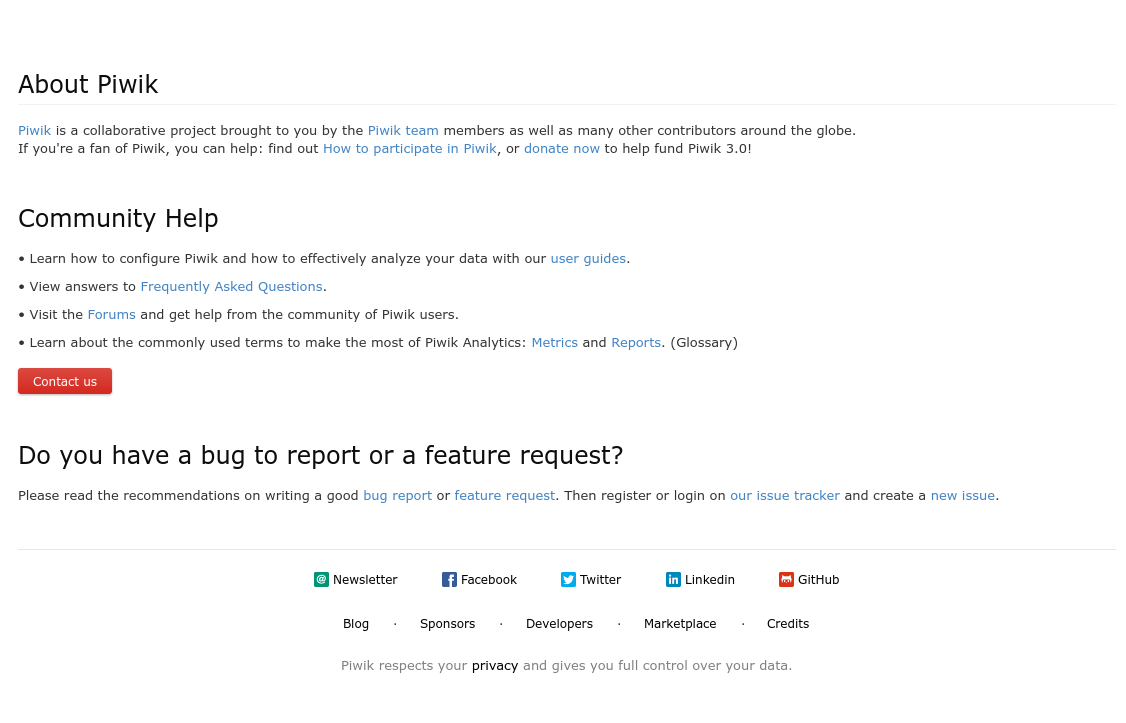 About Piwik
Piwik is a collaborative project brought to you by the Piwik team members as well as many other contributors around the globe.
If you're a fan of Piwik, you can help: find out How to participate in Piwik, or donate now to help fund Piwik 3.0!
Community Help
• Learn how to configure Piwik and how to effectively analyze your data with our user guides.
• View answers to Frequently Asked Questions.
• Visit the Forums and get help from the community of Piwik users.
• Learn about the commonly used terms to make the most of Piwik Analytics: Metrics and Reports. (Glossary)
Contact us
Do you have a bug to report or a feature request?
Please read the recommendations on writing a good bug report or feature request. Then register or login on our issue tracker and create a new issue.
Newsletter Facebook Twitter Linkedin GitHub
Blog · Sponsors · Developers · Marketplace · Credits
Piwik respects your privacy and gives you full control over your data.